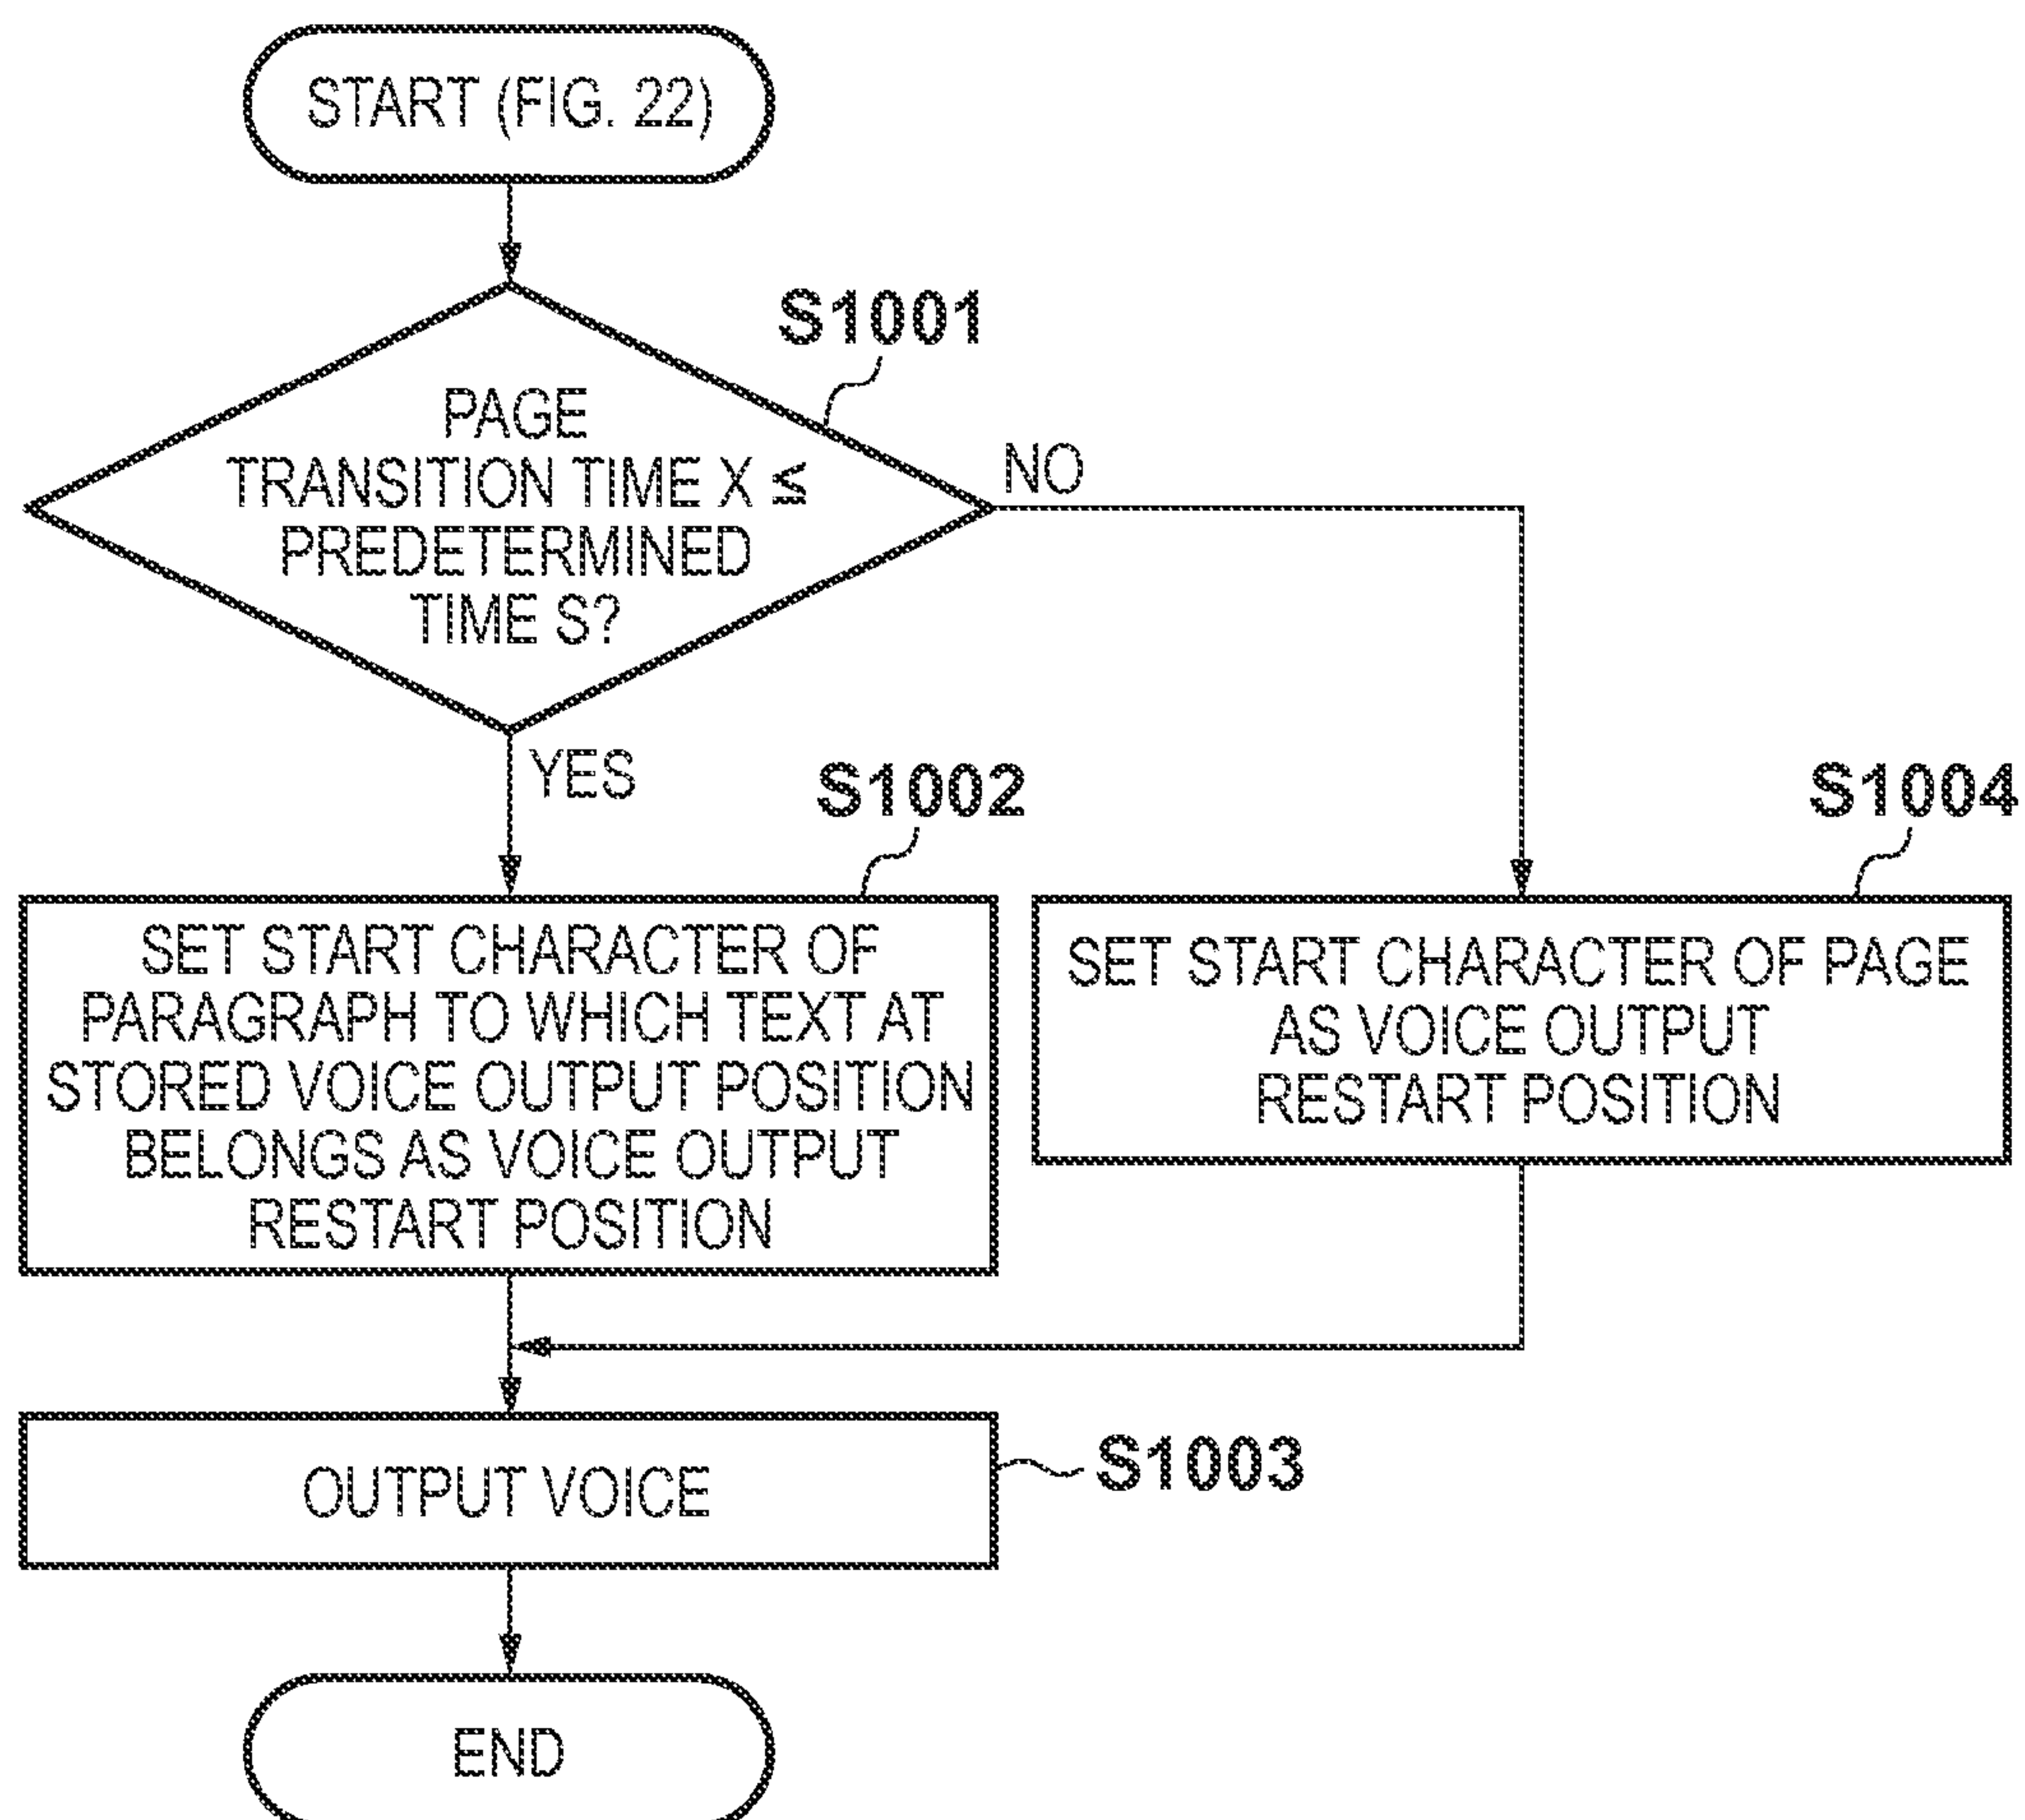 START (FIG. 22)
S1001
PAGE
TRANSITION TIME X ≦
PREDETERMINED
TIME S?
NO
YES
S1002
SET START CHARACTER OF
PARAGRAPH TO WHICH TEXT AT
STORED VOICE OUTPUT POSITION
BELONGS AS VOICE OUTPUT
RESTART POSITION
S1004
SET START CHARACTER OF PAGE
AS VOICE OUTPUT
RESTART POSITION
OUTPUT VOICE
S1003
END